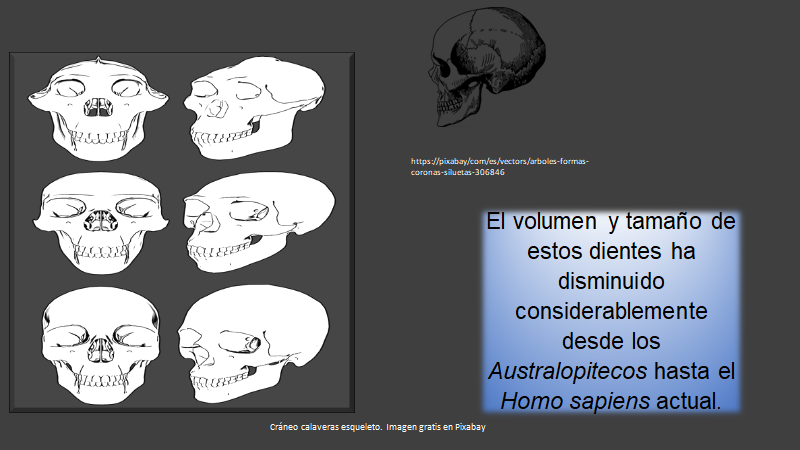 https://pixabay/com/es/vectors/arboles-formas-
coronas-siluetas-306846
El volumen y tamaño de
estos dientes ha
disminuido
considerablemente
desde los
Australopitecos hasta el
Homo sapiens actual.
Cráneo calaveras esqueleto. Imagen gratis en Pixabay